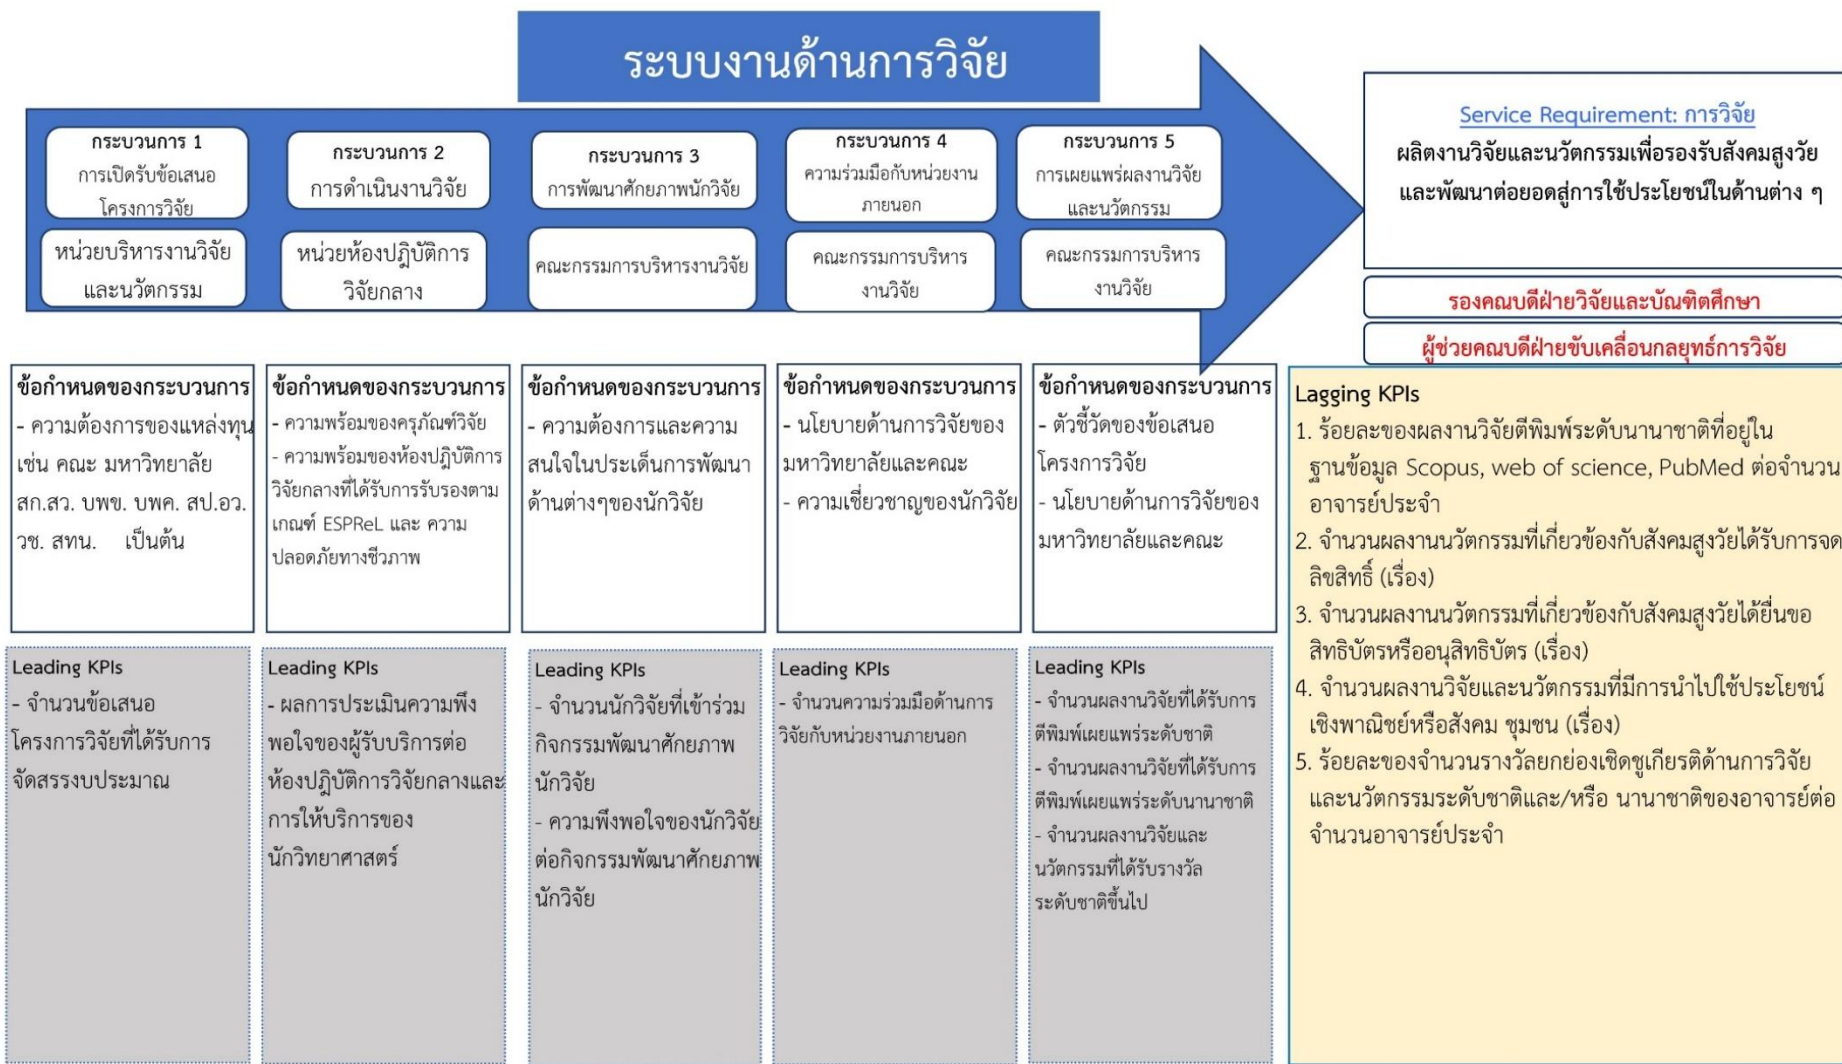 ระบบงานด้านการวิจัย
กระบวนการ 1
การเปิดรับข้อเสนอ
โครงการวิจัย
หน่วยบริหารงานวิจัย
และนวัตกรรม
กระบวนการ 2
การดำเนินงานวิจัย
หน่วยห้องปฎิบัติการ
วิจัยกลาง
กระบวนการ 3
การพัฒนาศักยภาพนักวิจัย
คณะกรรมการบริหารงานวิจัย
กระบวนการ 4
ความร่วมมือกับหน่วยงาน
ภายนอก
คณะกรรมการบริหาร
งานวิจัย
กระบวนการ 5
การเผยแพร่ผลงานวิจัย
และนวัตกรรม
คณะกรรมการบริหาร
งานวิจัย
Service Requirement: การวิจัย
ผลิตงานวิจัยและนวัตกรรมเพื่อรองรับสังคมสูงวัย
และพัฒนาต่อยอดสู่การใช้ประโยชน์ในด้านต่าง ๆ
รองคณบดีฝ่ายวิจัยและบัณฑิตศึกษา
ผู้ช่วยคณบดีฝ่ายขับเคลื่อนกลยุทธ์การวิจัย
ข้อกำหนดของกระบวนการ
- ความต้องการของแหล่งทุน
เช่น คณะ มหาวิทยาลัย
สก.สว. บพข. บพค. สป.อว.
วช. สทน. เป็นต้น
ข้อกำหนดของกระบวนการ
- ความพร้อมของครุภัณฑ์วิจัย
- ความพร้อมของห้องปฏิบัติการ
วิจัยกลางที่ได้รับการรับรองตาม
เกณฑ์ ESPReL และ ความ
ปลอดภัยทางชีวภาพ
ข้อกำหนดของกระบวนการ
- ความต้องการและความ
สนใจในประเด็นการพัฒนา
ด้านต่างๆของนักวิจัย
ข้อกำหนดของกระบวนการ
- นโยบายด้านการวิจัยของ
มหาวิทยาลัยและคณะ
- ความเชี่ยวชาญของนักวิจัย
ข้อกำหนดของกระบวนการ
- ตัวชี้วัดของข้อเสนอ
โครงการวิจัย
- นโยบายด้านการวิจัยของ
มหาวิทยาลัยและคณะ
Leading KPIs
- จำนวนข้อเสนอ
โครงการวิจัยที่ได้รับการ
จัดสรรงบประมาณ
Leading KPIs
- ผลการประเมินความพึง
พอใจของผู้รับบริการต่อ
ห้องปฏิบัติการวิจัยกลางและ
การให้บริการของ
นักวิทยาศาสตร์
Leading KPIs
- จำนวนนักวิจัยที่เข้าร่วม
กิจกรรมพัฒนาศักยภาพ
นักวิจัย
- ความพึงพอใจของนักวิจัย
ต่อกิจกรรมพัฒนาศักยภาพ
นักวิจัย
Leading KPIs
- จำนวนความร่วมมือด้านการ
วิจัยกับหน่วยงานภายนอก
Leading KPIs
- จำนวนผลงานวิจัยที่ได้รับการ
ตีพิมพ์เผยแพร่ระดับชาติ
- จำนวนผลงานวิจัยที่ได้รับการ
ตีพิมพ์เผยแพร่ระดับนานาชาติ
- จำนวนผลงานวิจัยและ
นวัตกรรมที่ได้รับรางวัล
ระดับชาติขึ้นไป
Lagging KPIs
1. ร้อยละของผลงานวิจัยตีพิมพ์ระดับนานาชาติที่อยู่ใน
ฐานข้อมูล Scopus, web of science, PubMed ต่อจำนวน
อาจารย์ประจำ
2. จำนวนผลงานนวัตกรรมที่เกี่ยวข้องกับสังคมสูงวัยได้รับการจด
ลิขสิทธิ์ (เรื่อง)
3. จำนวนผลงานนวัตกรรมที่เกี่ยวข้องกับสังคมสูงวัยได้ยื่นขอ
สิทธิบัตรหรืออนุสิทธิบัตร (เรื่อง)
4. จำนวนผลงานวิจัยและนวัตกรรมที่มีการนำไปใช้ประโยชน์
เชิงพาณิชย์หรือสังคม ชุมชน (เรื่อง)
5. ร้อยละของจำนวนรางวัลยกย่องเชิดชูเกียรติด้านการวิจัย
และนวัตกรรมระดับชาติและ/หรือ นานาชาติของอาจารย์ต่อ
จำนวนอาจารย์ประจำ